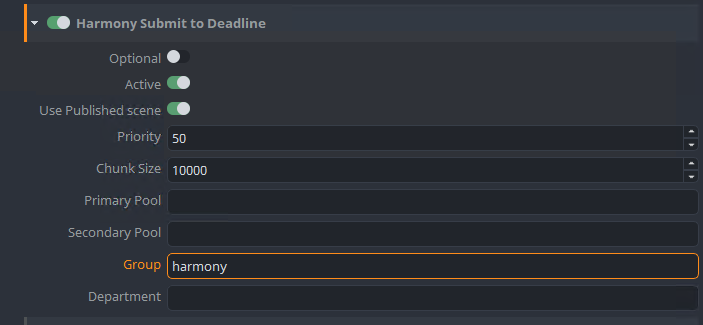 Harmony Submit to Deadline
Optional
Active
Use Published scene
Priority 50
Chunk Size 10000
Primary Pool
Secondary Pool
Group harmony
Department